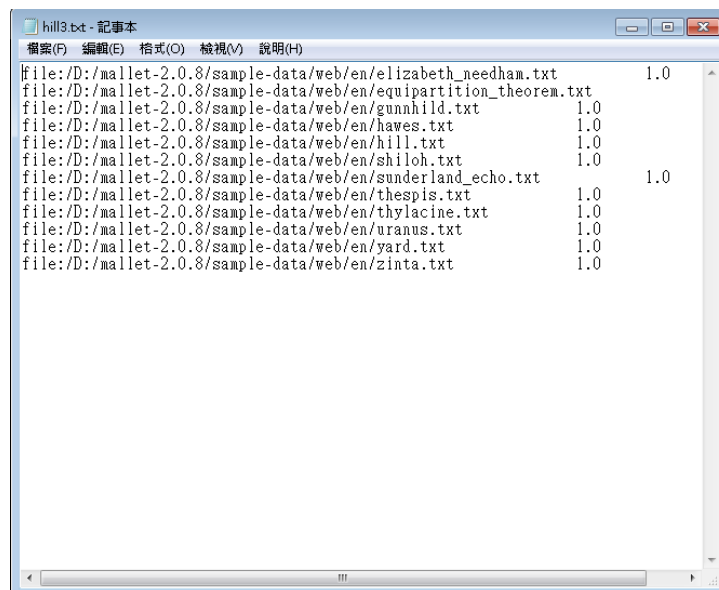 hill3.txt - 記事本
檔案(F) 編輯(E) 格式(O) 檢視(V) 說明(H)
file:/D:/mallet-2.0.8/sample-data/web/en/elizabeth_needham.txt 1.0
file:/D:/mallet-2.0.8/sample-data/web/en/equipartition_theorem.txt
file:/D:/mallet-2.0.8/sample-data/web/en/gunnhild.txt 1.0
file:/D:/mallet-2.0.8/sample-data/web/en/hawes.txt 1.0
file:/D:/mallet-2.0.8/sample-data/web/en/hill.txt 1.0
file:/D:/mallet-2.0.8/sample-data/web/en/shiloh.txt 1.0
file:/D:/mallet-2.0.8/sample-data/web/en/sunderland_echo.txt 1.0
file:/D:/mallet-2.0.8/sample-data/web/en/thespis.txt 1.0
file:/D:/mallet-2.0.8/sample-data/web/en/thylacine.txt 1.0
file:/D:/mallet-2.0.8/sample-data/web/en/uranus.txt 1.0
file:/D:/mallet-2.0.8/sample-data/web/en/yard.txt 1.0
file:/D:/mallet-2.0.8/sample-data/web/en/zinta.txt 1.0